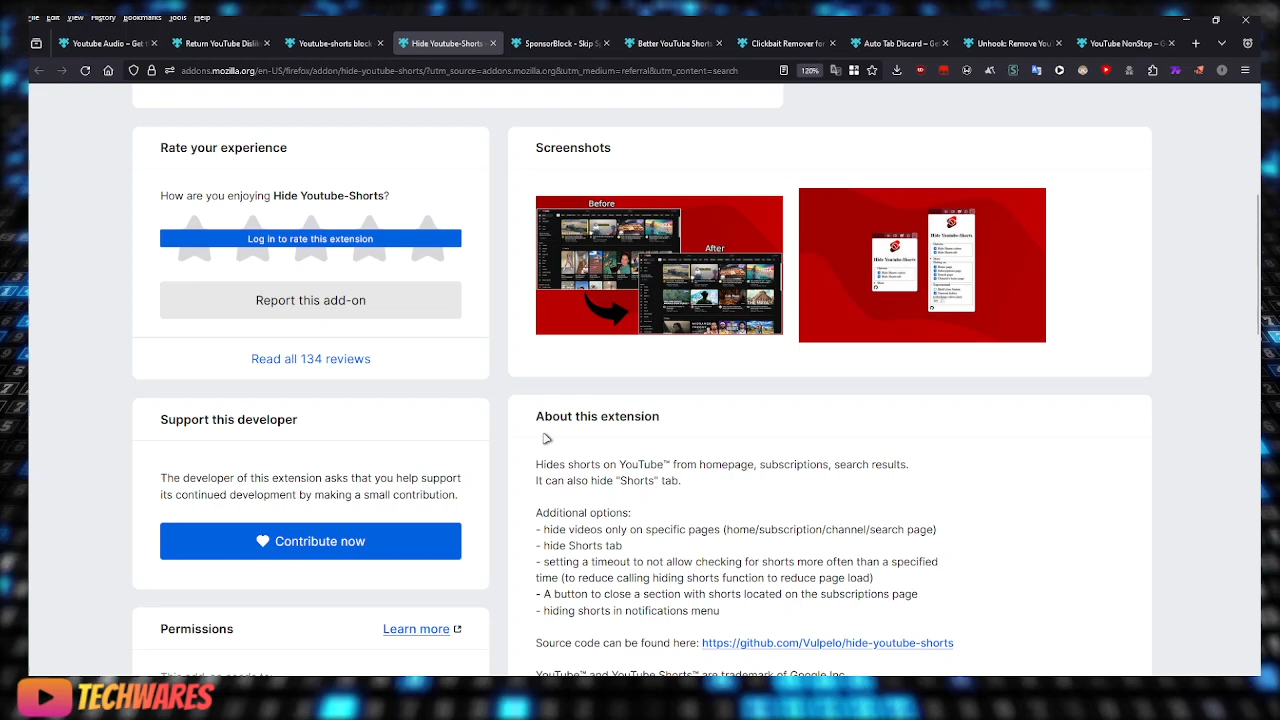 File Edit View History Bookmarks Tools Help
Youtube Audio – Get t
Return YouTube Disli
Youtube-shorts block
Hide Youtube-Shorts
SponsorBlock - Skip S
Better YouTube Shorts
Clickbait Remover for
Auto Tab Discard – Ge
Unhook: Remove You
YouTube NonStop – G
addons.mozilla.org/en-US/firefox/addon/hide-youtube-shorts/?utm_source=addons.mozilla.org&utm_medium=referral&utm_content=search
120%
Rate your experience
How are you enjoying Hide Youtube-Shorts?
Log in to rate this extension
Report this add-on
Read all 134 reviews
Screenshots
Before
After
Hide Youtube-Shorts
Hide Youtube-Shorts
Support this developer
The developer of this extension asks that you help support
its continued development by making a small contribution.
Contribute now
About this extension
Hides shorts on YouTube™ from homepage, subscriptions, search results.
It can also hide "Shorts" tab.
Additional options:
- hide videos only on specific pages (home/subscription/channel/search page)
- hide Shorts tab
- setting a timeout to not allow checking for shorts more often than a specified
time (to reduce calling hiding shorts function to reduce page load)
- A button to close a section with shorts located on the subscriptions page
- hiding shorts in notifications menu
Source code can be found here: https://github.com/Vulpelo/hide-youtube-shorts
YouTube™ and YouTube Shorts™ are trademark of Google Inc.
Permissions
Learn more
This add-on needs to:
TECHWARES